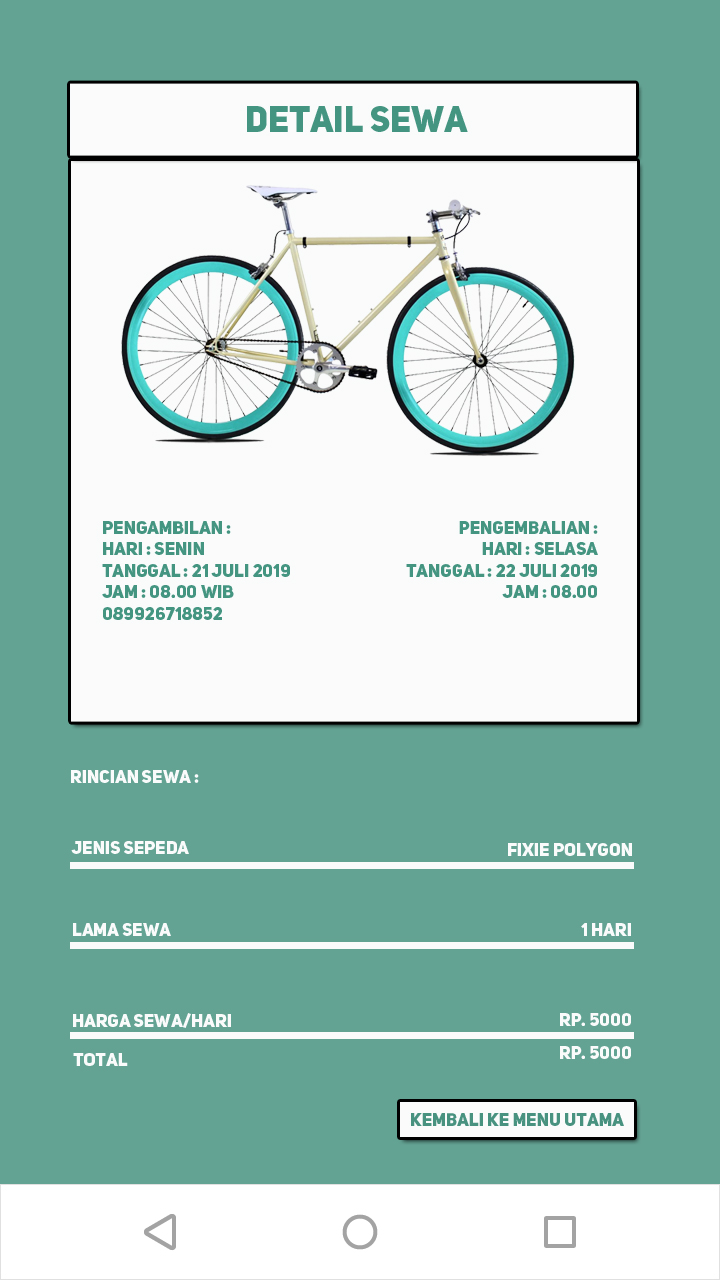 DETAIL SEWA
PENGAMBILAN :
HARI : SENIN
TANGGAL : 21 JULI 2019
JAM : 08.00 WIB
089926718852
PENGEMBALIAN :
HARI : SELASA
TANGGAL : 22 JULI 2019
JAM : 08.00
RINCIAN SEWA :
JENIS SEPEDA FIXIE POLYGON
LAMA SEWA 1 HARI
HARGA SEWA/HARI RP. 5000
TOTAL RP. 5000
KEMBALI KE MENU UTAMA